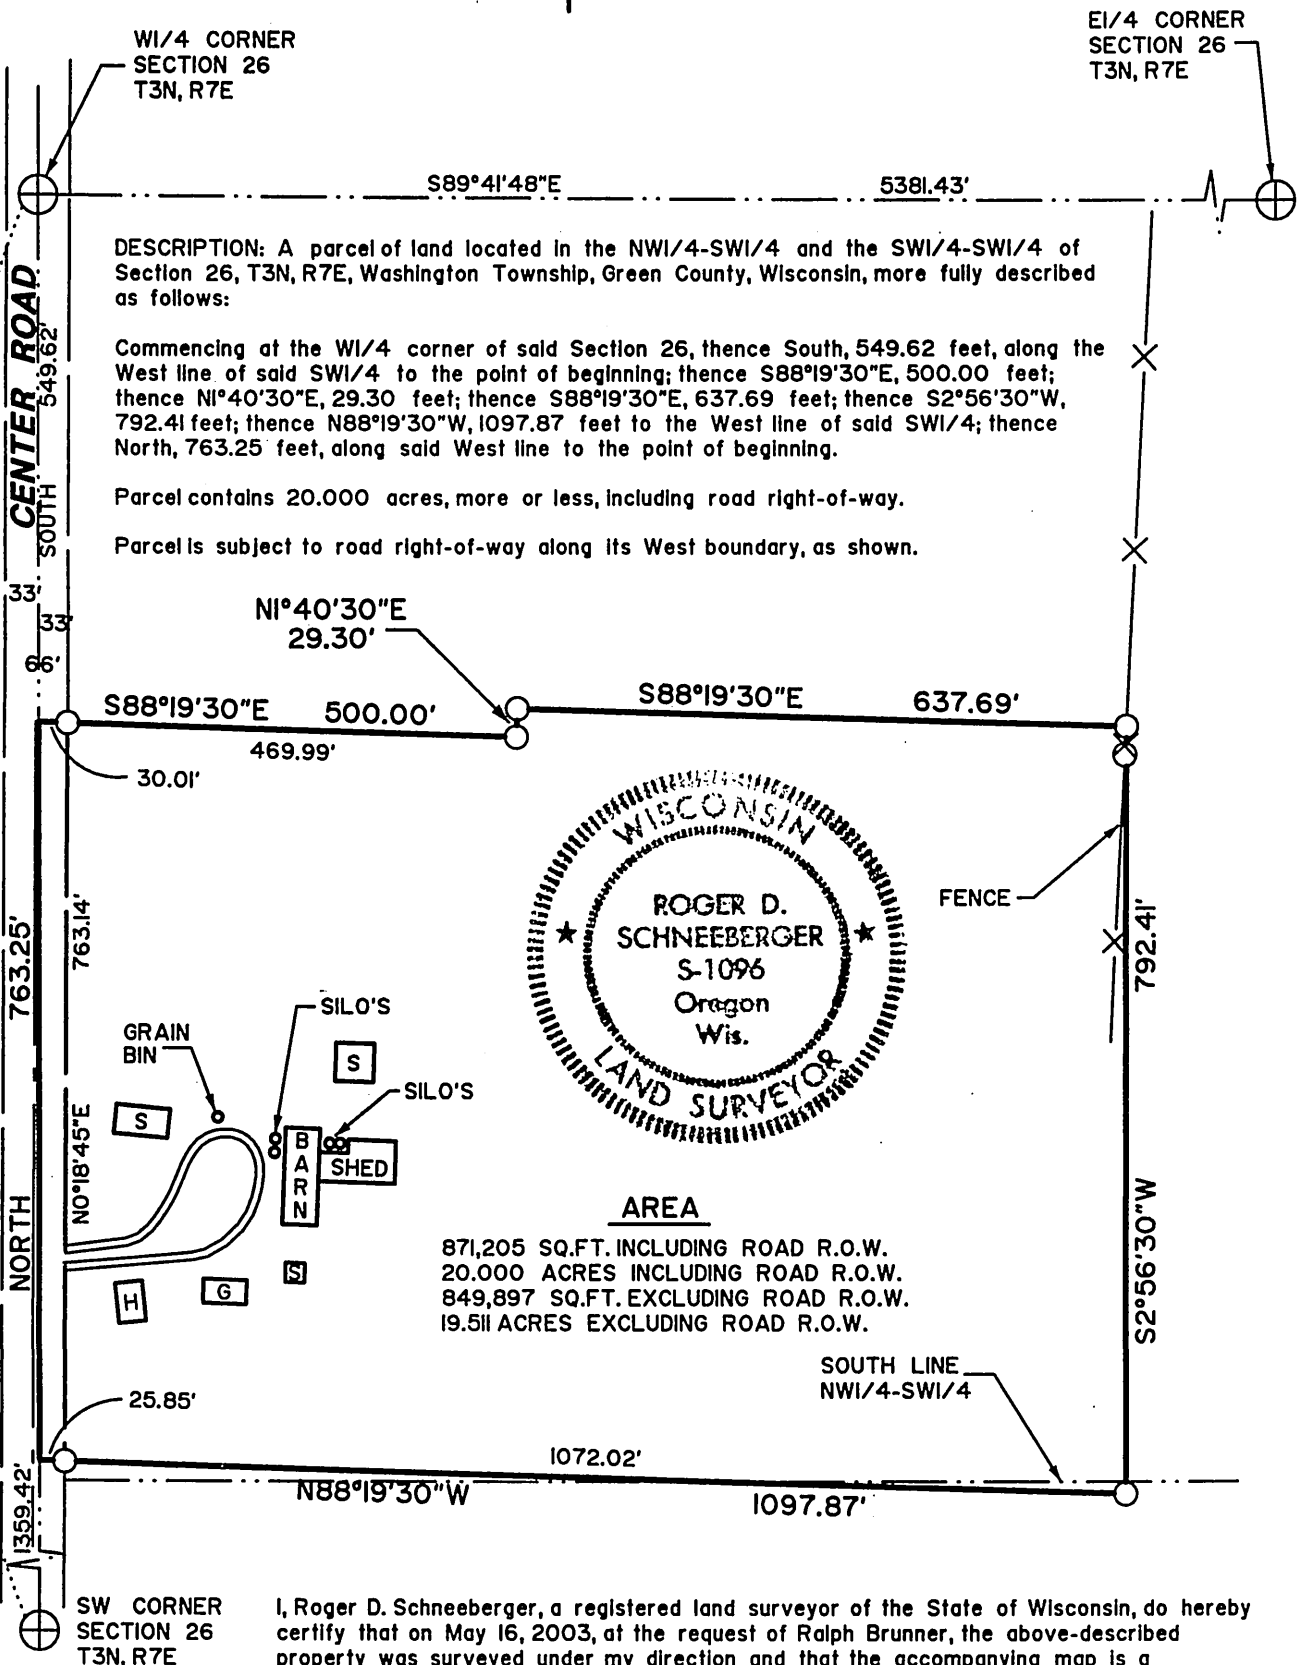 WI/4 CORNER
SECTION 26
T3N, R7E
EI/4 CORNER
SECTION 26
T3N, R7E
S89°41'48"E 5381.43'
DESCRIPTION: A parcel of land located in the NWI/4-SWI/4 and the SWI/4-SWI/4 of
Section 26, T3N, R7E, Washington Township, Green County, Wisconsin, more fully described
as follows:
Commencing at the WI/4 corner of said Section 26, thence South, 549.62 feet, along the
West line of said SWI/4 to the point of beginning; thence S88°19'30"E, 500.00 feet;
thence N1°40'30"E, 29.30 feet; thence S88°19'30"E, 637.69 feet; thence S2°56'30"W,
792.41 feet; thence N88°19'30"W, 1097.87 feet to the West line of said SWI/4; thence
North, 763.25 feet, along said West line to the point of beginning.
Parcel contains 20.000 acres, more or less, including road right-of-way.
Parcel is subject to road right-of-way along its West boundary, as shown.
CENTER ROAD
SOUTH 549.62'
33'
33'
66'
N1°40'30"E
29.30'
S88°19'30"E 500.00'
469.99'
S88°19'30"E 637.69'
30.01'
WISCONSIN
ROGER D.
SCHNEEBERGER
S-1096
Oregon
Wis.
LAND SURVEYOR
FENCE
NORTH 763.25'
N0°18'45"E 763.14'
S2°56'30"W 792.41'
GRAIN
BIN
SILO'S
S
SILO'S
S
BARN
SHED
S
H
G
AREA
871,205 SQ.FT. INCLUDING ROAD R.O.W.
20.000 ACRES INCLUDING ROAD R.O.W.
849,897 SQ.FT. EXCLUDING ROAD R.O.W.
19.511 ACRES EXCLUDING ROAD R.O.W.
SOUTH LINE
NWI/4-SWI/4
25.85'
1072.02'
N88°19'30"W 1097.87'
1359.42'
SW CORNER
SECTION 26
T3N, R7E
I, Roger D. Schneeberger, a registered land surveyor of the State of Wisconsin, do hereby
certify that on May 16, 2003, at the request of Ralph Brunner, the above-described
property was surveyed under my direction and that the accompanying map is a